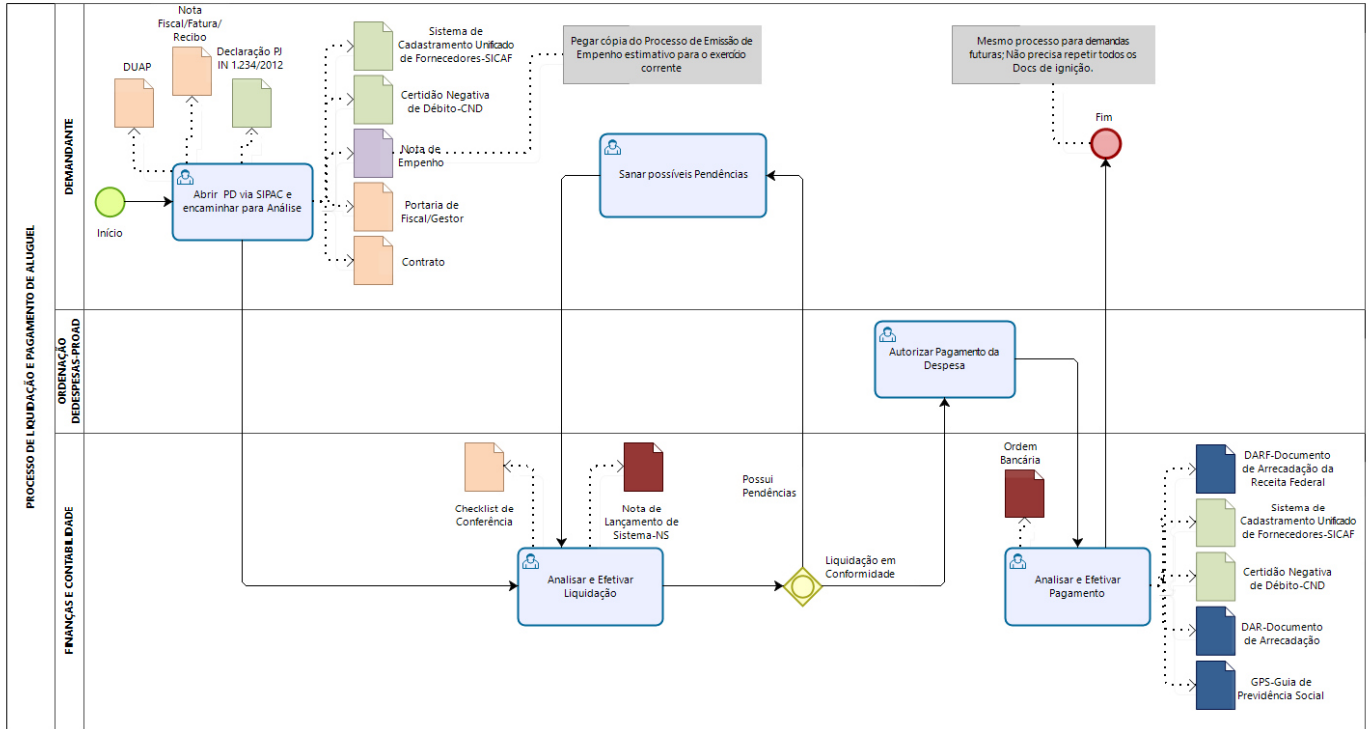 PROCESSO DE LIQUIDAÇÃO E PAGAMENTO DE ALUGUEL
DEMANDANTE
Nota
Fiscal/Fatura/
Recibo
DUAP
Declaração PJ
IN 1.234/2012
Sistema de
Cadastramento Unificado
de Fornecedores-SICAF
Certidão Negativa
de Débito-CND
Nota de
Empenho
Portaria de
Fiscal/Gestor
Contrato
Início
Abrir PD via SIPAC e
encaminhar para Análise
Pegar cópia do Processo de Emissão de
Empenho estimativo para o exercício
corrente
Sanar possíveis Pendências
Mesmo processo para demandas
futuras; Não precisa repetir todos os
Docs de ignição.
Fim
ORDENAÇÃO
DEDESPESAS-PROAD
Autorizar Pagamento da
Despesa
FINANÇAS E CONTABILIDADE
Checklist de
Conferência
Nota de
Lançamento de
Sistema-NS
Analisar e Efetivar
Liquidação
Possui
Pendências
Liquidação em
Conformidade
Ordem
Bancária
Analisar e Efetivar
Pagamento
DARF-Documento
de Arrecadação da
Receita Federal
Sistema de
Cadastramento Unificado
de Fornecedores-SICAF
Certidão Negativa
de Débito-CND
DAR-Documento
de Arrecadação
GPS-Guia de
Previdência Social